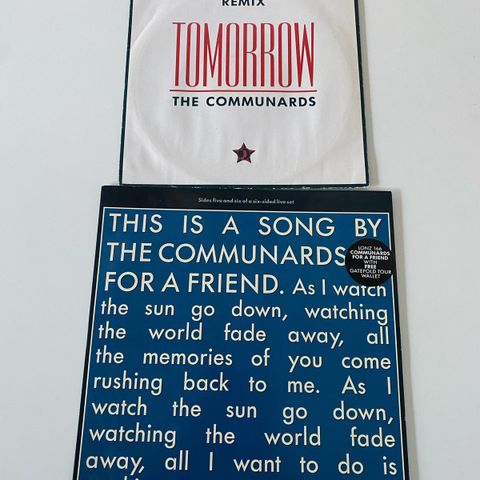 REMIX
TOMORROW
THE COMMUNARDS
Sides five and six of a six-sided live set
THIS IS A SONG BY
THE COMMUNARDS
FOR A FRIEND. As I watch
the sun go down, watching
the world fade away, all
the memories of you come
rushing back to me. As I
watch the sun go down,
watching the world fade
away, all I want to do is
LONZ 166
COMMUNARDS
FOR A FRIEND
WITH
FREE
GATEFOLD TOUR
WALLET